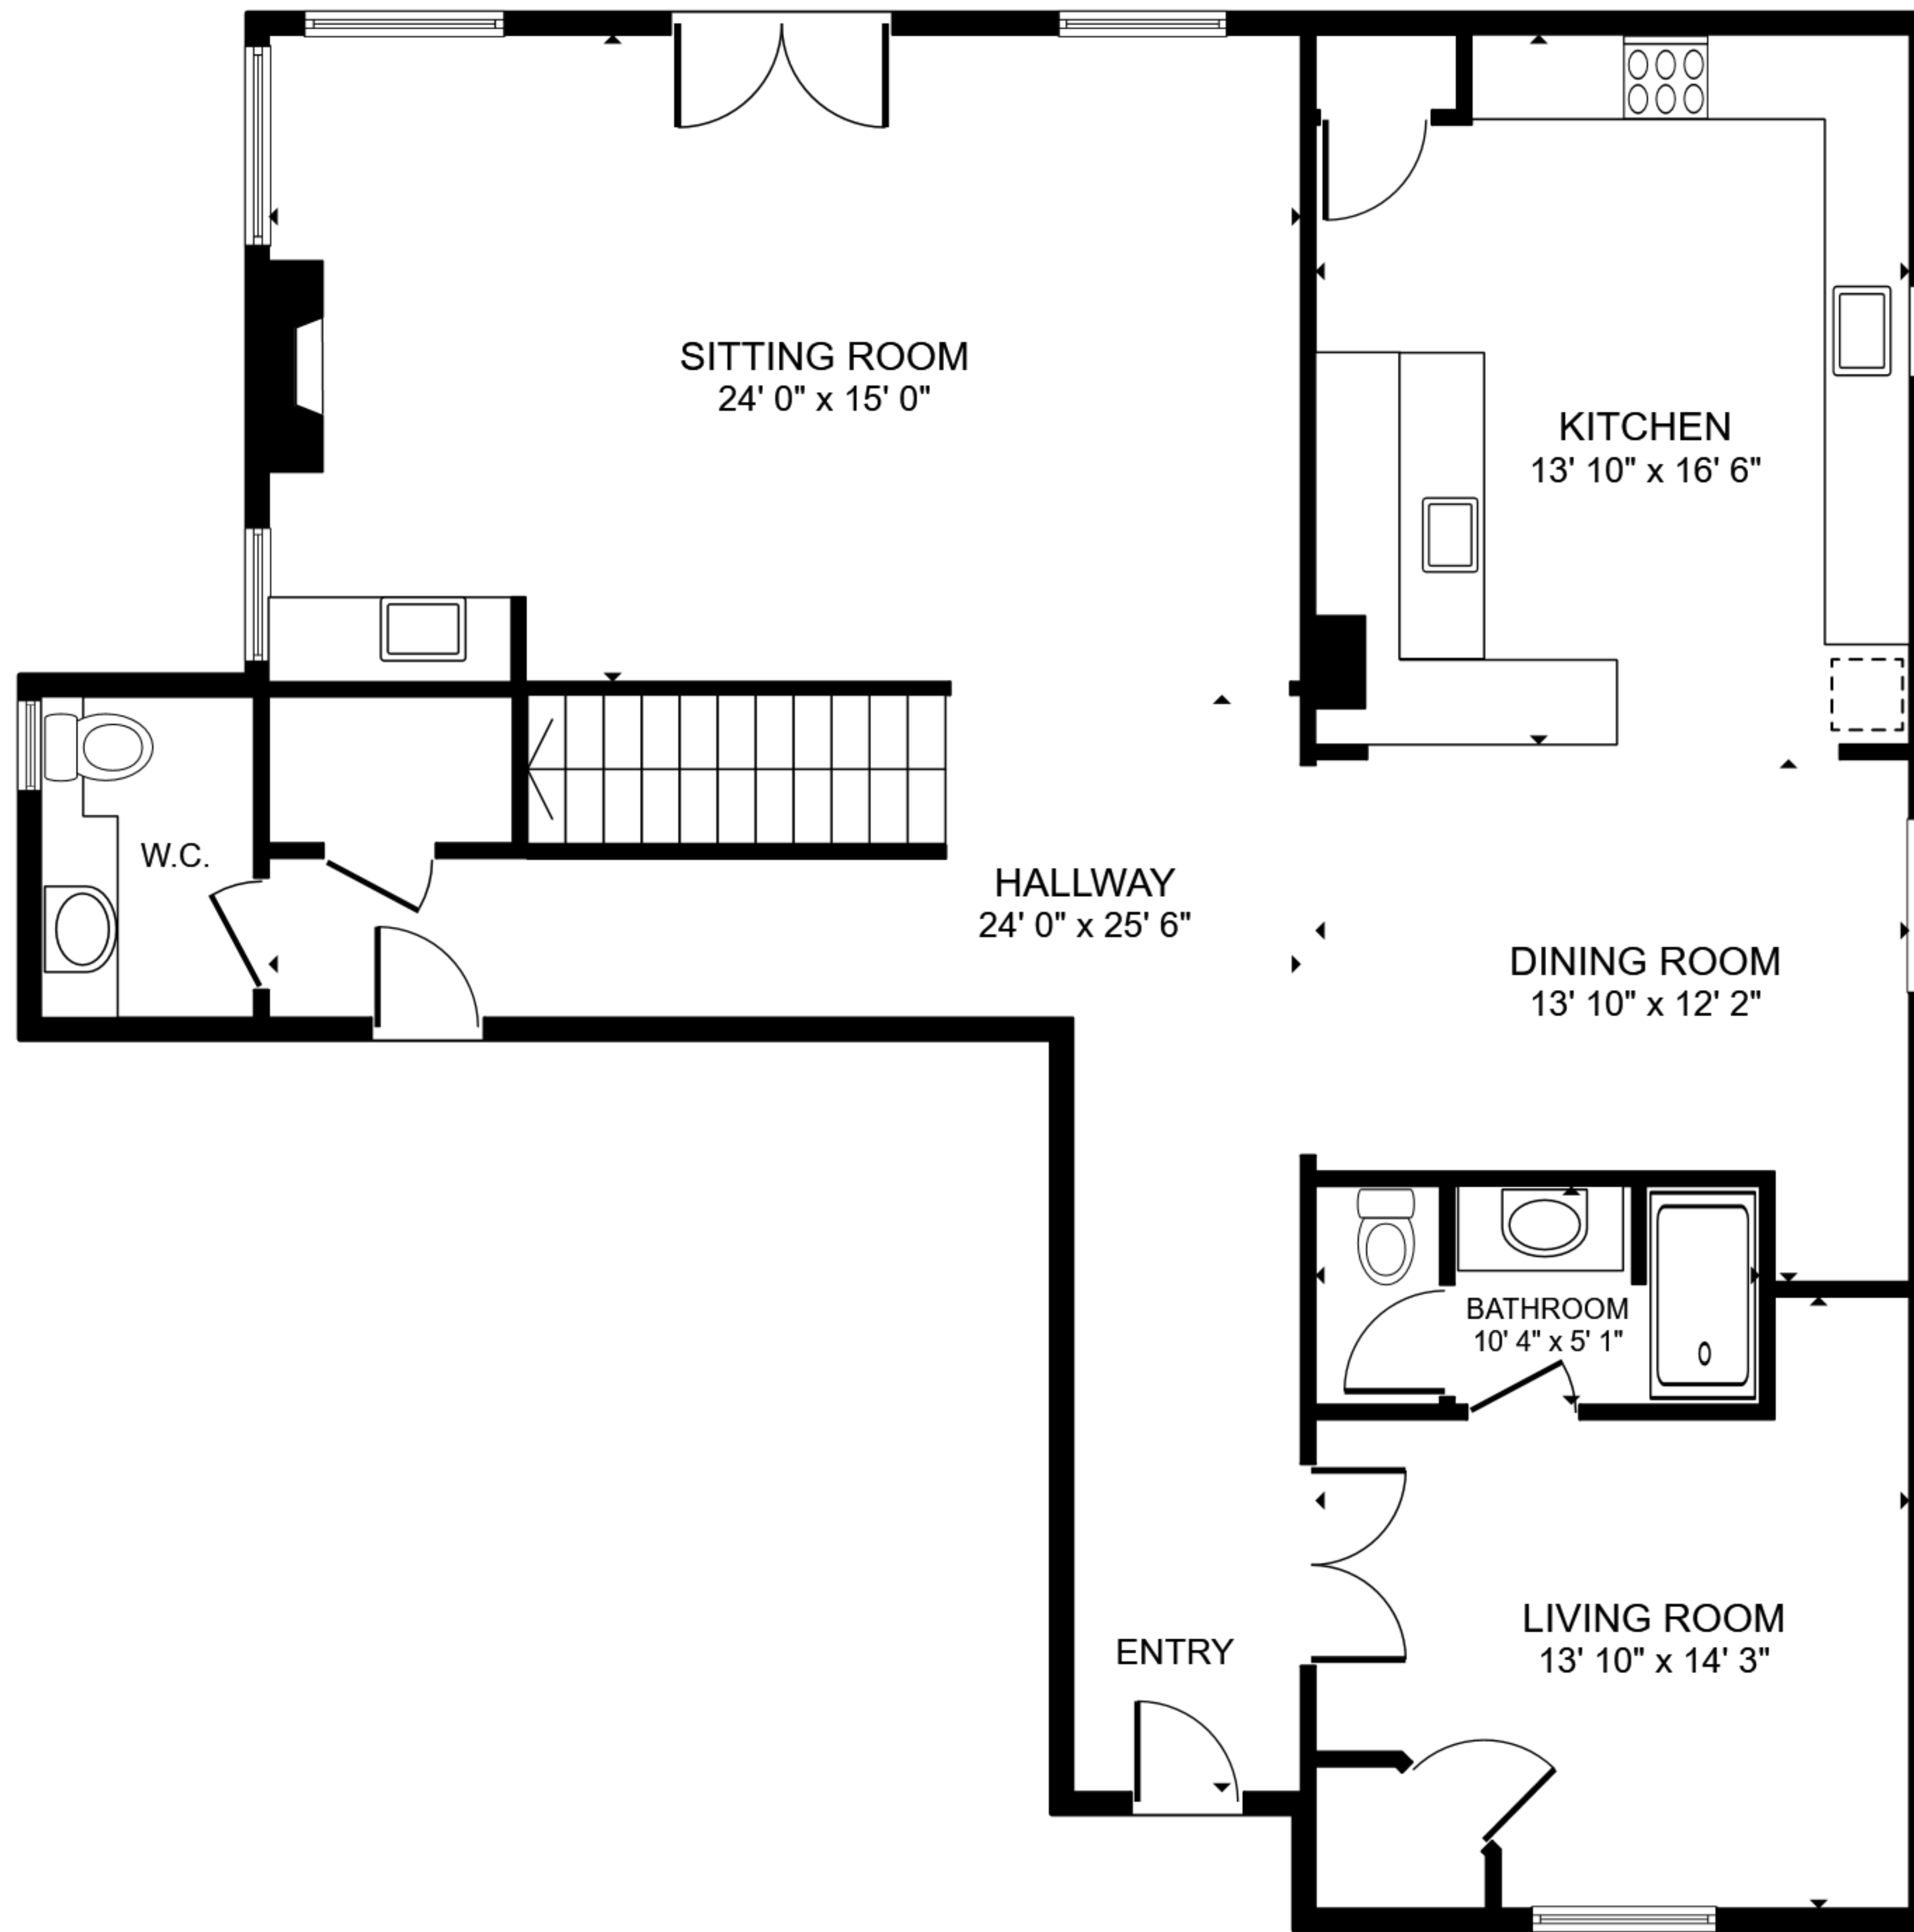 SITTING ROOM
24' 0" x 15' 0"
KITCHEN
13' 10" x 16' 6"
W.C.
HALLWAY
24' 0" x 25' 6"
DINING ROOM
13' 10" x 12' 2"
BATHROOM
10' 4" x 5' 1"
LIVING ROOM
13' 10" x 14' 3"
ENTRY